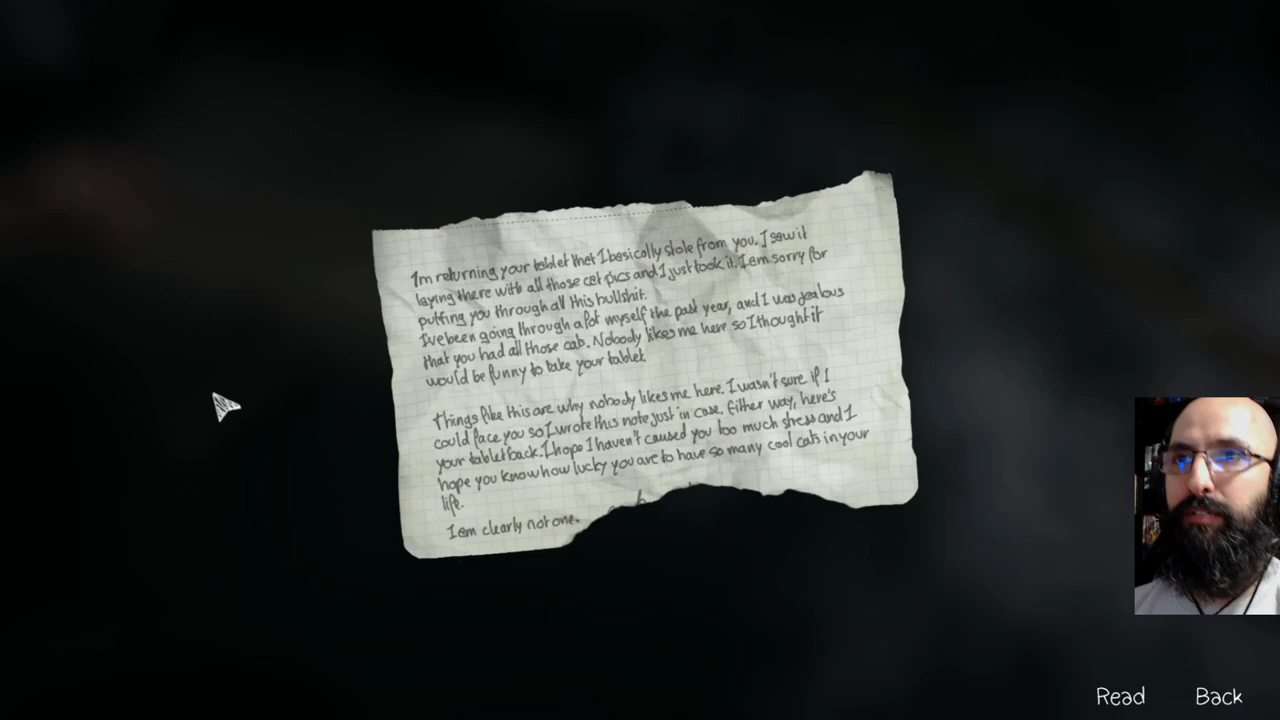 I'm returning your tablet that I basically stole from you. I saw it
laying there with all those cat pics and I just took it. I am sorry for
putting you through all this bullshit.
I've been going through a lot myself the past year, and I was jealous
that you had all those cab. Nobody likes me here so I thought it
would be funny to take your tablet.
Things like this are why nobody likes me here. I wasn't sure if I
could face you so I wrote this note just in case. Either way, here's
your tablet back. I hope I haven't caused you too much stress and I
hope you know how lucky you are to have so many cool cats in your
life.
I am clearly not one.
Read
Back